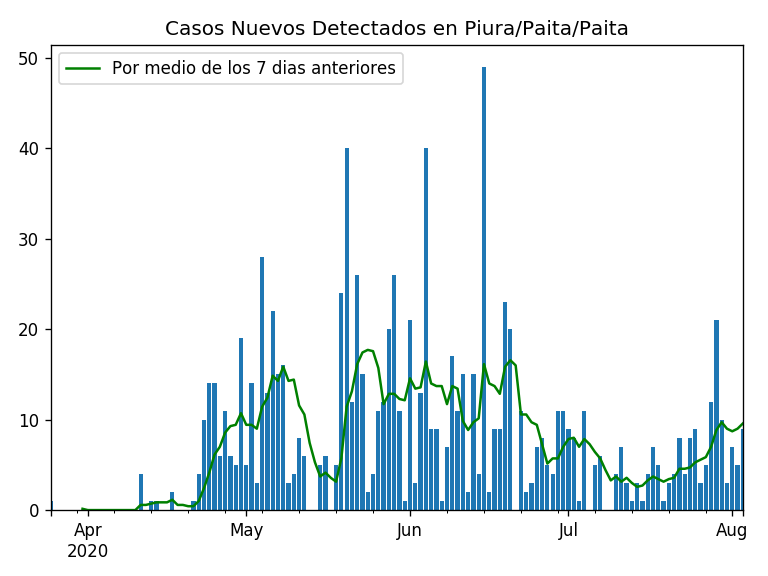 Casos Nuevos Detectados en Piura/Paita/Paita
Por medio de los 7 dias anteriores
50
40
30
20
10
0
Apr May Jun Jul Aug
2020